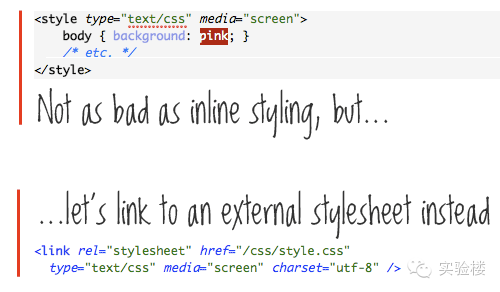 <style type="text/css" media="screen">
body { background: pink; }
/* etc. */
</style>
Not as bad as inline styling, but...
...let's link to an external stylesheet instead
<link rel="stylesheet" href="/css/style.css"
type="text/css" media="screen" charset="utf-8" />
实验楼